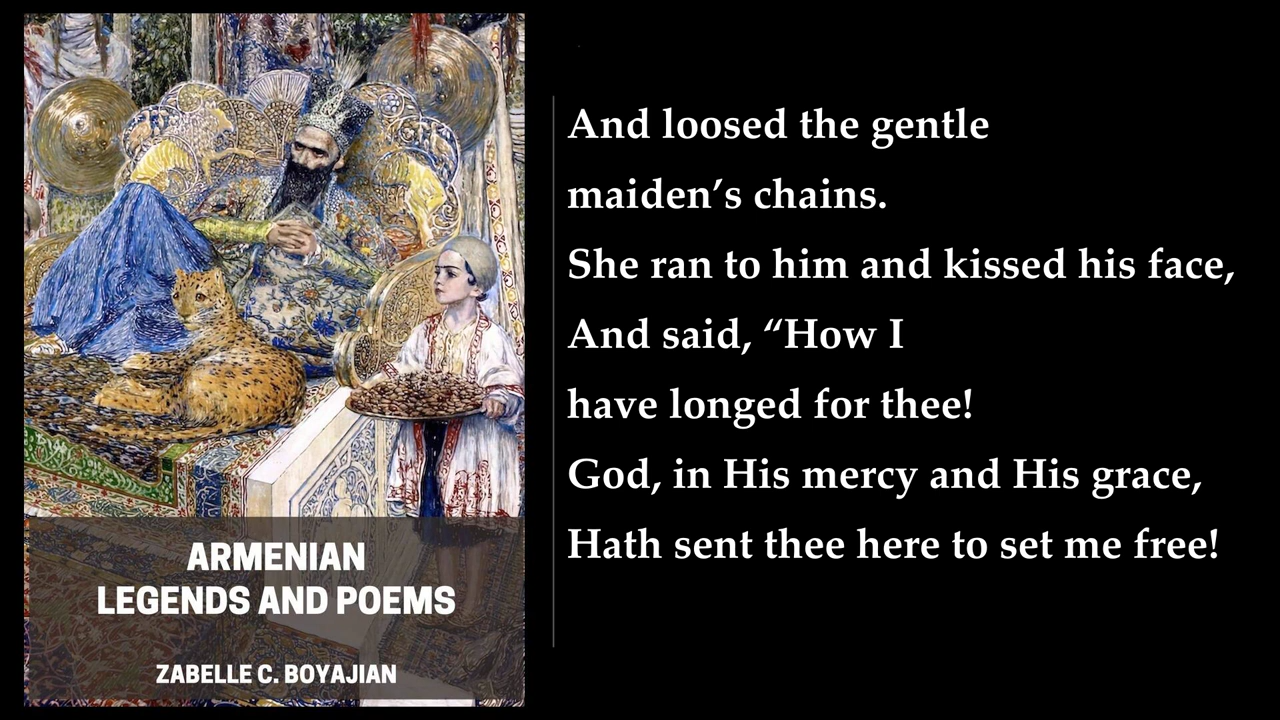 ARMENIAN
LEGENDS AND POEMS
ZABELLE C. BOYAJIAN
And loosed the gentle
maiden’s chains.
She ran to him and kissed his face,
And said, “How I
have longed for thee!
God, in His mercy and His grace,
Hath sent thee here to set me free!